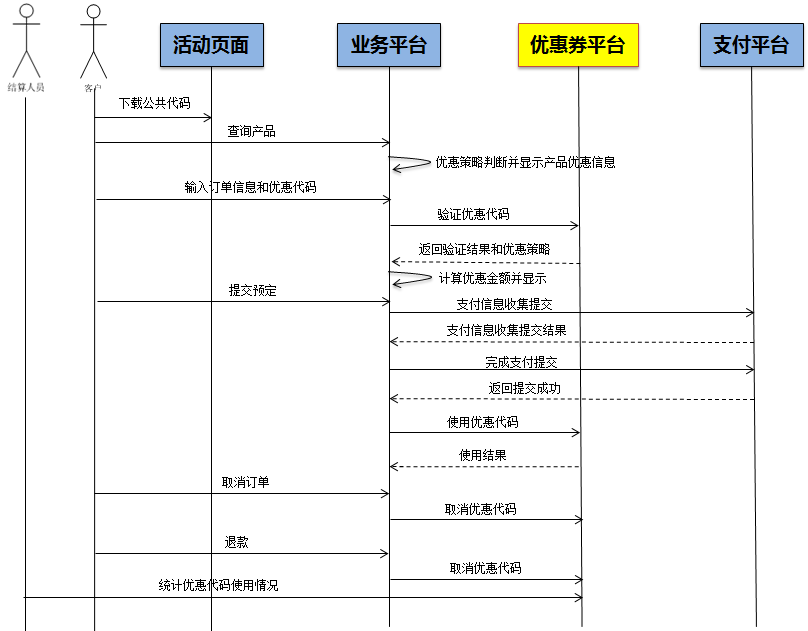 活动页面
业务平台
优惠券平台
支付平台
结算人员
客户
下载公共代码
查询产品
优惠策略判断并显示产品优惠信息
输入订单信息和优惠代码
验证优惠代码
返回验证结果和优惠策略
计算优惠金额并显示
提交预定
支付信息收集提交
支付信息收集提交结果
完成支付提交
返回提交成功
使用优惠代码
使用结果
取消订单
取消优惠代码
退款
取消优惠代码
统计优惠代码使用情况